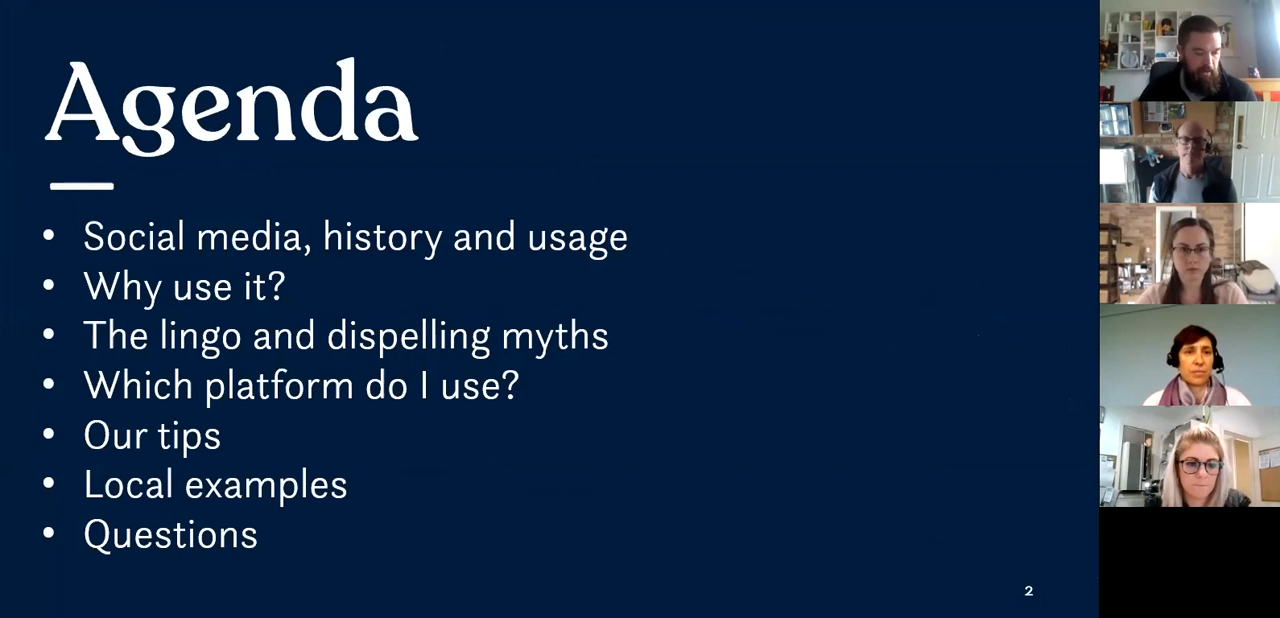 Agenda
• Social media, history and usage
• Why use it?
• The lingo and dispelling myths
• Which platform do I use?
• Our tips
• Local examples
• Questions
2